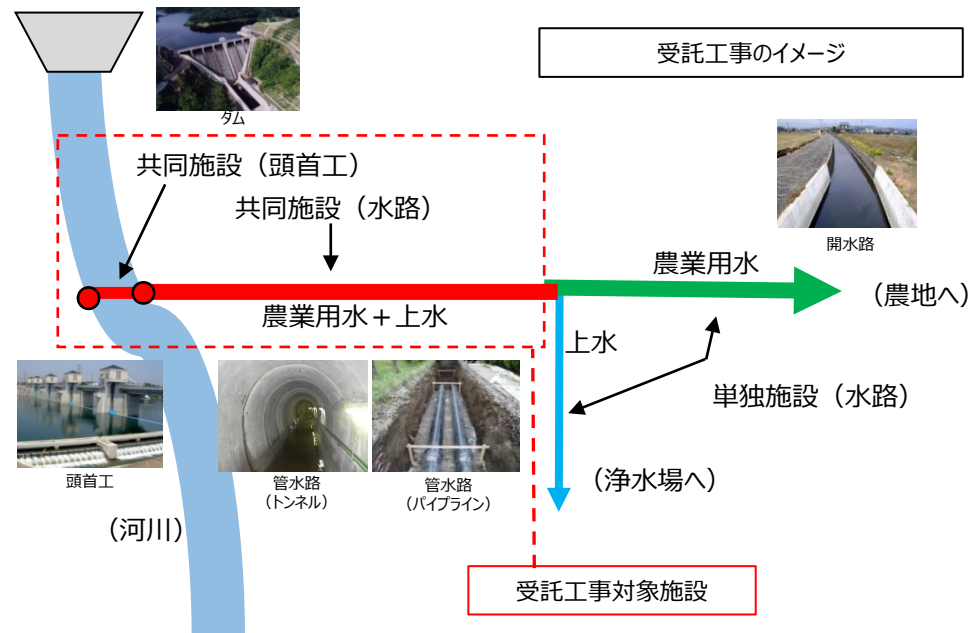 受託工事のイメージ
ダム
共同施設（頭首工）
共同施設（水路）
開水路
農業用水
（農地へ）
農業用水＋上水
上水
単独施設（水路）
頭首工
管水路
（トンネル）
管水路
（パイプライン）
（浄水場へ）
（河川）
受託工事対象施設